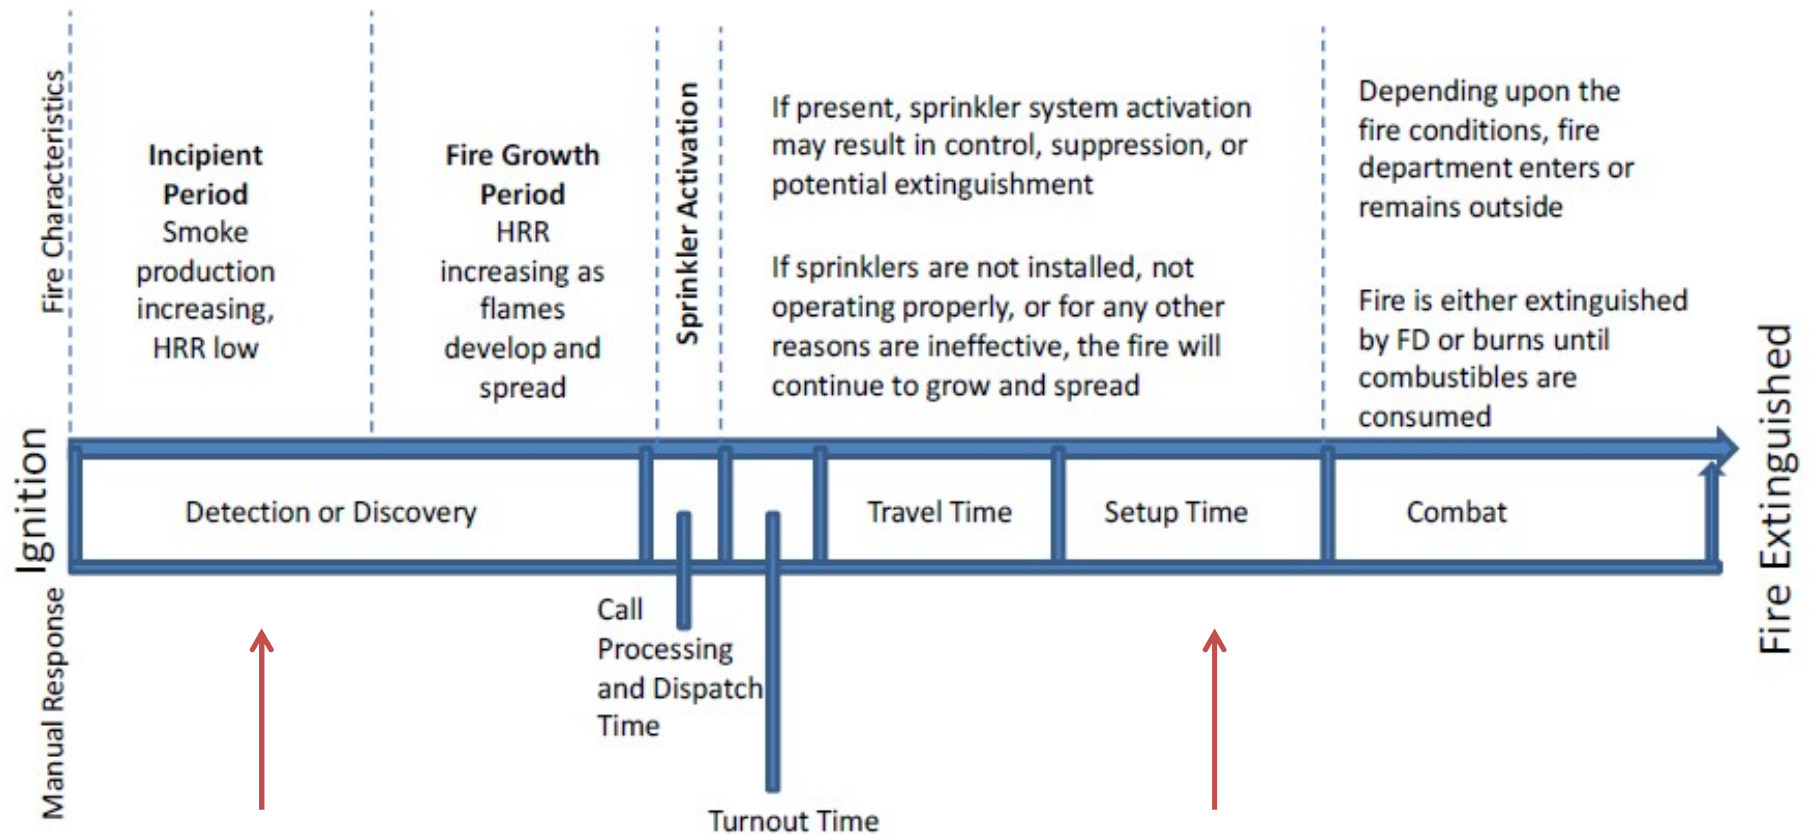 Fire Characteristics
Incipient
Period
Smoke
production
increasing,
HRR low
Fire Growth
Period
HRR
increasing as
flames
develop and
spread
Sprinkler Activation
If present, sprinkler system activation
may result in control, suppression, or
potential extinguishment
If sprinklers are not installed, not
operating properly, or for any other
reasons are ineffective, the fire will
continue to grow and spread
Depending upon the
fire conditions, fire
department enters or
remains outside
Fire is either extinguished
by FD or burns until
combustibles are
consumed
Ignition
Detection or Discovery
Travel Time
Setup Time
Combat
Fire Extinguished
Manual Response
Call
Processing
and Dispatch
Time
Turnout Time